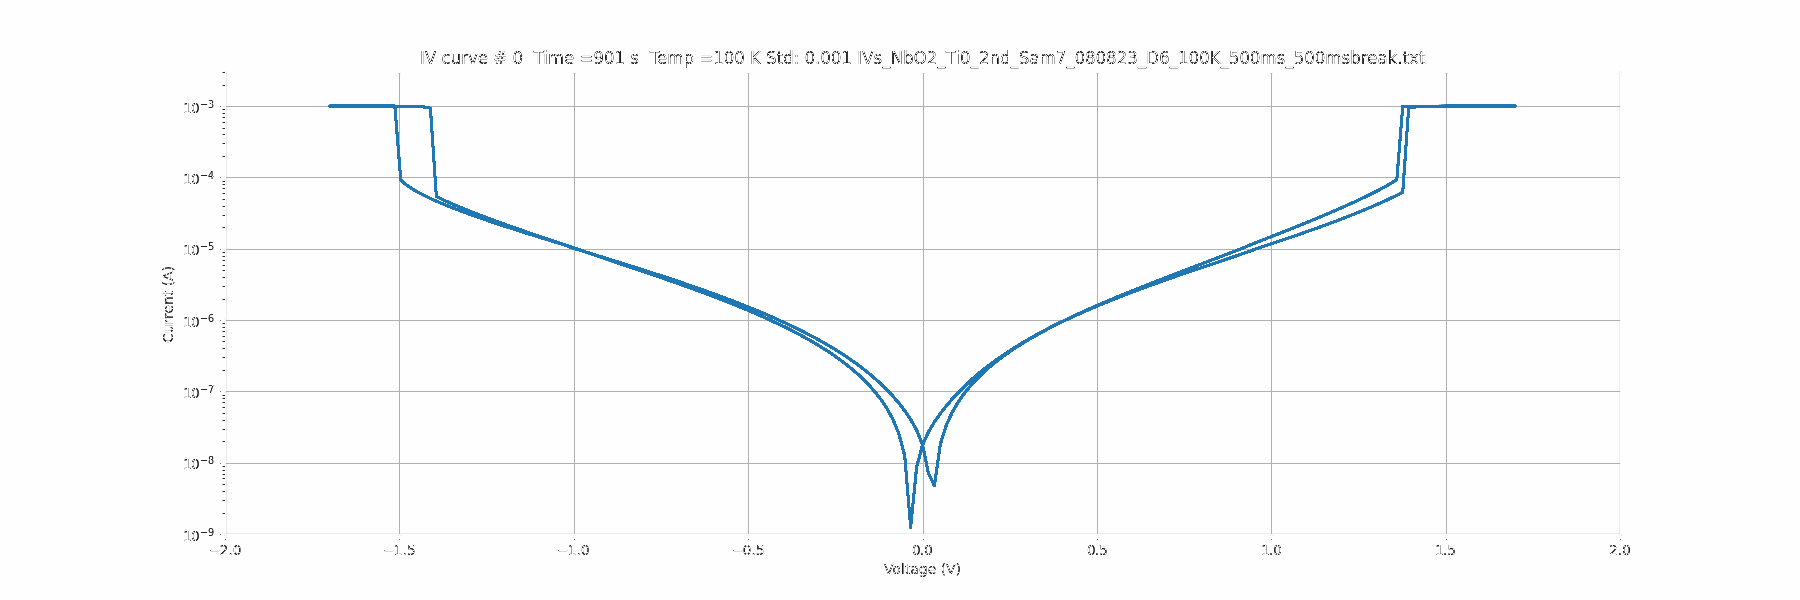 IV curve # 0 Time =901 s Temp =100 K Std: 0.001 IVs_NbO2_Ti0_2nd_Sam7_080823_D6_100K_500ms_500msbreak.txt
10⁻³
10⁻⁴
10⁻⁵
10⁻⁶
10⁻⁷
10⁻⁸
10⁻⁹
Current (A)
−2.0 −1.5 −1.0 −0.5 0.0 0.5 1.0 1.5 2.0
Voltage (V)